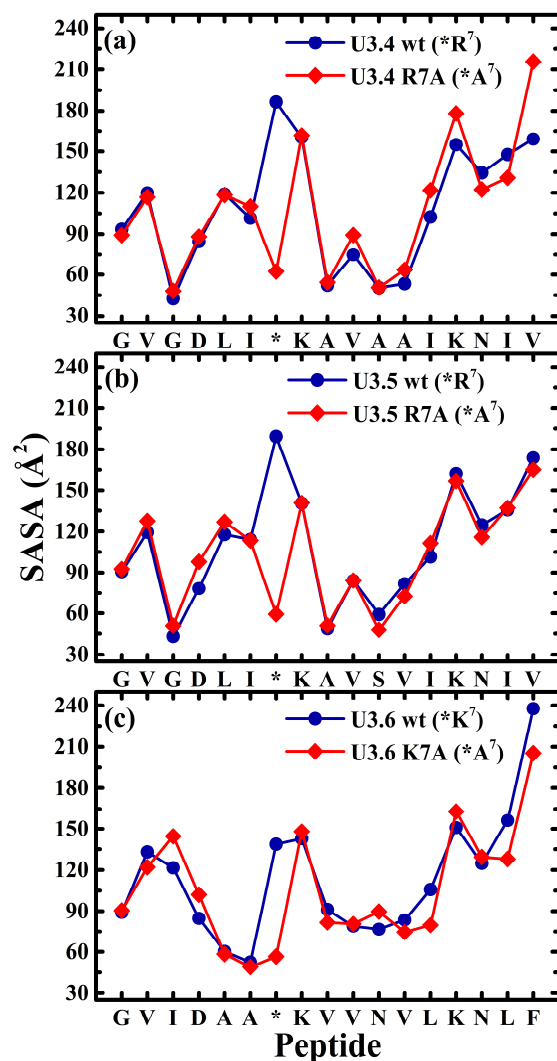 (a)
U3.4 wt (*R⁷)
U3.4 R7A (*A⁷)
240
210
180
150
120
90
60
30
G V G D L I * K A V A A I K N I V
(b)
U3.5 wt (*R⁷)
U3.5 R7A (*A⁷)
240
210
180
150
120
90
60
30
G V G D L I * K Λ V S V I K N I V
SASA (Å²)
(c)
U3.6 wt (*K⁷)
U3.6 K7A (*A⁷)
240
210
180
150
120
90
60
30
G V I D A A * K V V N V L K N L F
Peptide